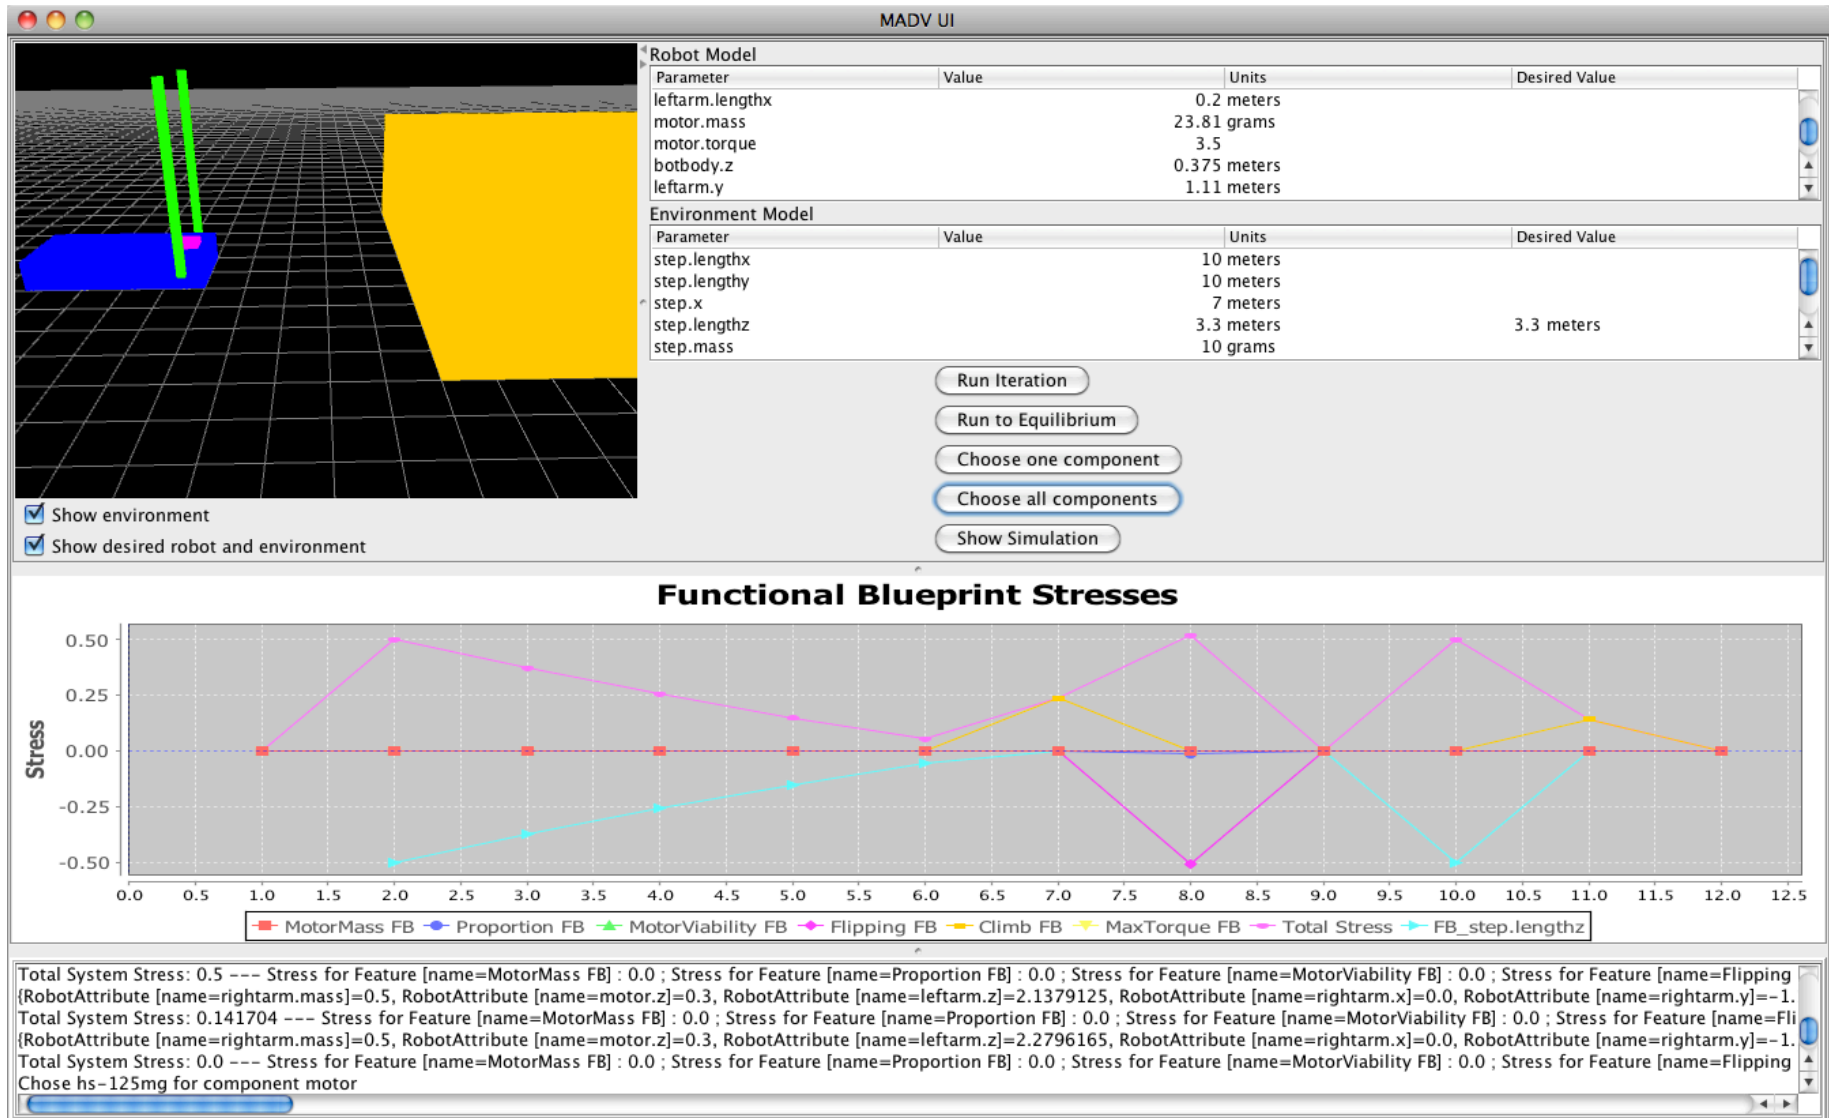 MADV UI
Robot Model
Parameter Value Units Desired Value
leftarm.lengthx 0.2 meters
motor.mass 23.81 grams
motor.torque 3.5
botbody.z 0.375 meters
leftarm.y 1.11 meters
Environment Model
Parameter Value Units Desired Value
step.lengthx 10 meters
step.lengthy 10 meters
step.x 7 meters
step.lengthz 3.3 meters 3.3 meters
step.mass 10 grams
Run Iteration
Run to Equilibrium
Choose one component
Choose all components
Show Simulation
Show environment
Show desired robot and environment
Functional Blueprint Stresses
Stress
0.50
0.25
0.00
-0.25
-0.50
0.0 0.5 1.0 1.5 2.0 2.5 3.0 3.5 4.0 4.5 5.0 5.5 6.0 6.5 7.0 7.5 8.0 8.5 9.0 9.5 10.0 10.5 11.0 11.5 12.0 12.5
MotorMass FB Proportion FB MotorViability FB Flipping FB Climb FB MaxTorque FB Total Stress FB_step.lengthz
Total System Stress: 0.5 --- Stress for Feature [name=MotorMass FB] : 0.0 ; Stress for Feature [name=Proportion FB] : 0.0 ; Stress for Feature [name=MotorViability FB] : 0.0 ; Stress for Feature [name=Flipping
{RobotAttribute [name=rightarm.mass]=0.5, RobotAttribute [name=motor.z]=0.3, RobotAttribute [name=leftarm.z]=2.1379125, RobotAttribute [name=rightarm.x]=0.0, RobotAttribute [name=rightarm.y]=-1.
Total System Stress: 0.141704 --- Stress for Feature [name=MotorMass FB] : 0.0 ; Stress for Feature [name=Proportion FB] : 0.0 ; Stress for Feature [name=MotorViability FB] : 0.0 ; Stress for Feature [name=Fli
{RobotAttribute [name=rightarm.mass]=0.5, RobotAttribute [name=motor.z]=0.3, RobotAttribute [name=leftarm.z]=2.2796165, RobotAttribute [name=rightarm.x]=0.0, RobotAttribute [name=rightarm.y]=-1.
Total System Stress: 0.0 --- Stress for Feature [name=MotorMass FB] : 0.0 ; Stress for Feature [name=Proportion FB] : 0.0 ; Stress for Feature [name=MotorViability FB] : 0.0 ; Stress for Feature [name=Flipping
Chose hs-125mg for component motor